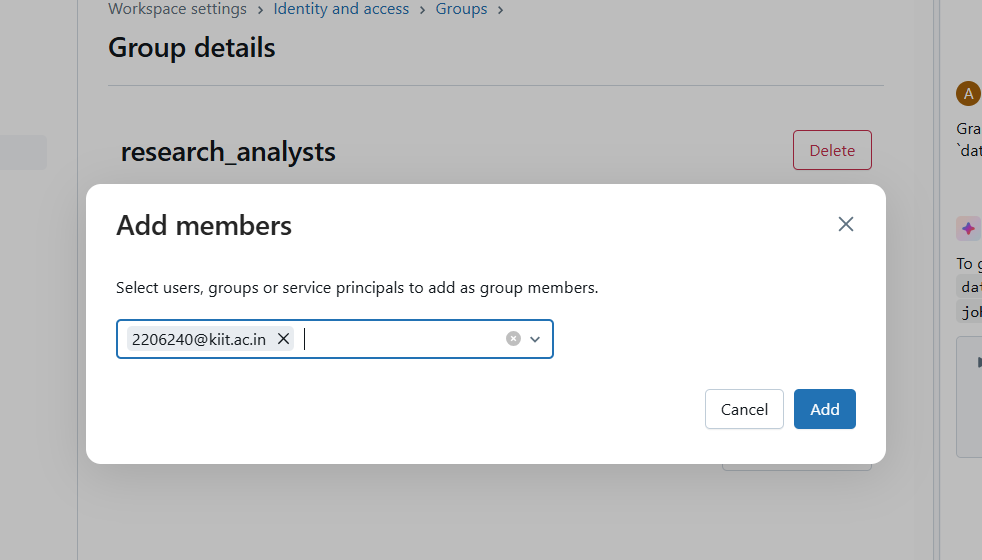 Workspace settings > Identity and access > Groups >
Group details
research_analysts
Delete
Add members
Select users, groups or service principals to add as group members.
2206240@kiit.ac.in
Cancel
Add
A
Gra
`dat
To g
dat
jol